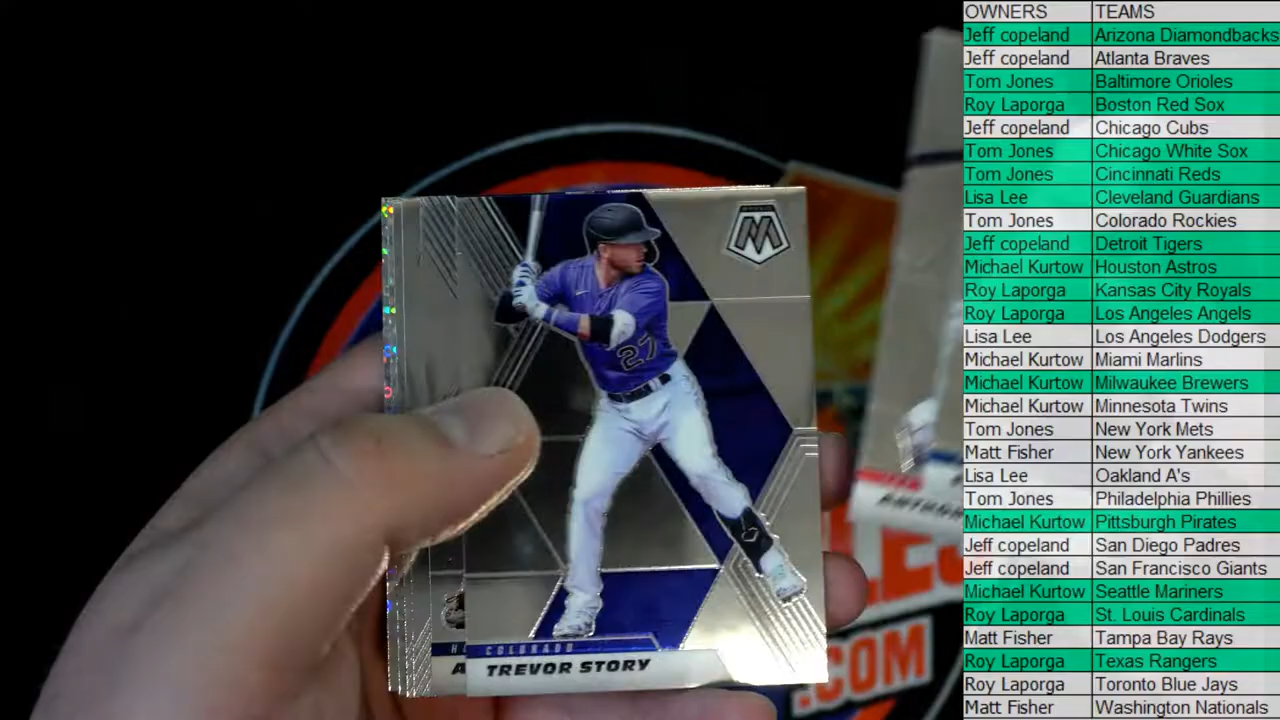 OWNERS TEAMS
Jeff copeland Arizona Diamondbacks
Jeff copeland Atlanta Braves
Tom Jones Baltimore Orioles
Roy Laporga Boston Red Sox
Jeff copeland Chicago Cubs
Tom Jones Chicago White Sox
Tom Jones Cincinnati Reds
Lisa Lee Cleveland Guardians
Tom Jones Colorado Rockies
Jeff copeland Detroit Tigers
Michael Kurtow Houston Astros
Roy Laporga Kansas City Royals
Roy Laporga Los Angeles Angels
Lisa Lee Los Angeles Dodgers
Michael Kurtow Miami Marlins
Michael Kurtow Milwaukee Brewers
Michael Kurtow Minnesota Twins
Tom Jones New York Mets
Matt Fisher New York Yankees
Lisa Lee Oakland A's
Tom Jones Philadelphia Phillies
Michael Kurtow Pittsburgh Pirates
Jeff copeland San Diego Padres
Jeff copeland San Francisco Giants
Michael Kurtow Seattle Mariners
Roy Laporga St. Louis Cardinals
Matt Fisher Tampa Bay Rays
Roy Laporga Texas Rangers
Roy Laporga Toronto Blue Jays
Matt Fisher Washington Nationals
M
27
COLORADO
TREVOR STORY
.COM